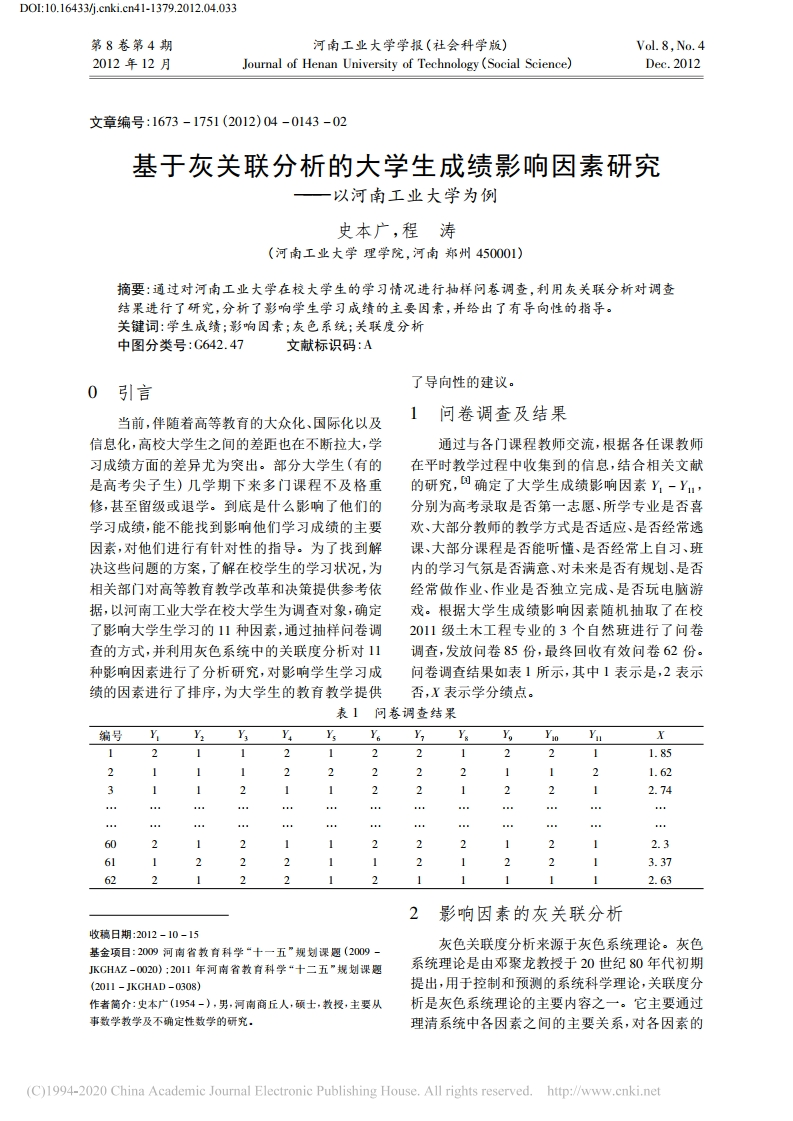 DOI:10.16433/j.cnki.cn41-1379.2012.04.033
第 8 卷第 4 期 河南工业大学学报(社会科学版) Vol. 8, No. 4
2012 年 12 月 Journal of Henan University of Technology(Social Science) Dec. 2012
文章编号:1673 - 1751(2012)04 - 0143 - 02
基于灰关联分析的大学生成绩影响因素研究
——以河南工业大学为例
史本广,程 涛
(河南工业大学 理学院,河南 郑州 450001)
摘要:通过对河南工业大学在校大学生的学习情况进行抽样问卷调查,利用灰关联分析对调查
结果进行了研究,分析了影响学生学习成绩的主要因素,并给出了有导向性的指导。
关键词:学生成绩;影响因素;灰色系统;关联度分析
中图分类号:G642. 47 文献标识码:A
0 引言
当前,伴随着高等教育的大众化、国际化以及
信息化,高校大学生之间的差距也在不断拉大,学
习成绩方面的差异尤为突出。部分大学生(有的
是高考尖子生)几学期下来多门课程不及格重
修,甚至留级或退学。到底是什么影响了他们的
学习成绩,能不能找到影响他们学习成绩的主要
因素,对他们进行有针对性的指导。为了找到解
决这些问题的方案,了解在校学生的学习状况,为
相关部门对高等教育教学改革和决策提供参考依
据,以河南工业大学在校大学生为调查对象,确定
了影响大学生学习的 11 种因素,通过抽样问卷调
查的方式,并利用灰色系统中的关联度分析对 11
种影响因素进行了分析研究,对影响学生学习成
绩的因素进行了排序,为大学生的教育教学提供
了导向性的建议。
1 问卷调查及结果
通过与各门课程教师交流,根据各任课教师
在平时教学过程中收集到的信息,结合相关文献
的研究,[3]确定了大学生成绩影响因素 Y1 - Y11,
分别为高考录取是否第一志愿、所学专业是否喜
欢、大部分教师的教学方式是否适应、是否经常逃
课、大部分课程是否能听懂、是否经常上自习、班
内的学习气氛是否满意、对未来是否有规划、是否
经常做作业、作业是否独立完成、是否玩电脑游
戏。根据大学生成绩影响因素随机抽取了在校
2011 级土木工程专业的 3 个自然班进行了问卷
调查,发放问卷 85 份,最终回收有效问卷 62 份。
问卷调查结果如表 1 所示,其中 1 表示是,2 表示
否,X 表示学分绩点。
表 1 问卷调查结果
编号 Y1 Y2 Y3 Y4 Y5 Y6 Y7 Y8 Y9 Y10 Y11 X
1 2 1 1 2 1 2 2 1 2 2 1 1. 85
2 1 1 1 2 2 2 2 2 1 1 2 1. 62
3 1 1 2 1 1 2 2 1 2 2 1 2. 74
… … … … … … … … … … … … …
… … … … … … … … … … … … …
60 2 1 2 1 1 2 2 2 1 2 1 2. 3
61 1 2 2 2 1 1 2 1 2 2 1 3. 37
62 2 1 2 2 1 2 1 1 1 1 1 2. 63
收稿日期:2012 - 10 - 15
基金项目:2009 河南省教育科学“十一五”规划课题(2009 -
JKGHAZ - 0020);2011 年河南省教育科学“十二五”规划课题
(2011 - JKGHAD - 0308)
作者简介:史本广(1954 - ),男,河南商丘人,硕士,教授,主要从
事数学教学及不确定性数学的研究。
2 影响因素的灰关联分析
灰色关联度分析来源于灰色系统理论。灰色
系统理论是由邓聚龙教授于 20 世纪 80 年代初期
提出,用于控制和预测的系统科学理论,关联度分
析是灰色系统理论的主要内容之一。它主要通过
理清系统中各因素之间的主要关系,对各因素的
(C)1994-2020 China Academic Journal Electronic Publishing House. All rights reserved. http://www.cnki.net